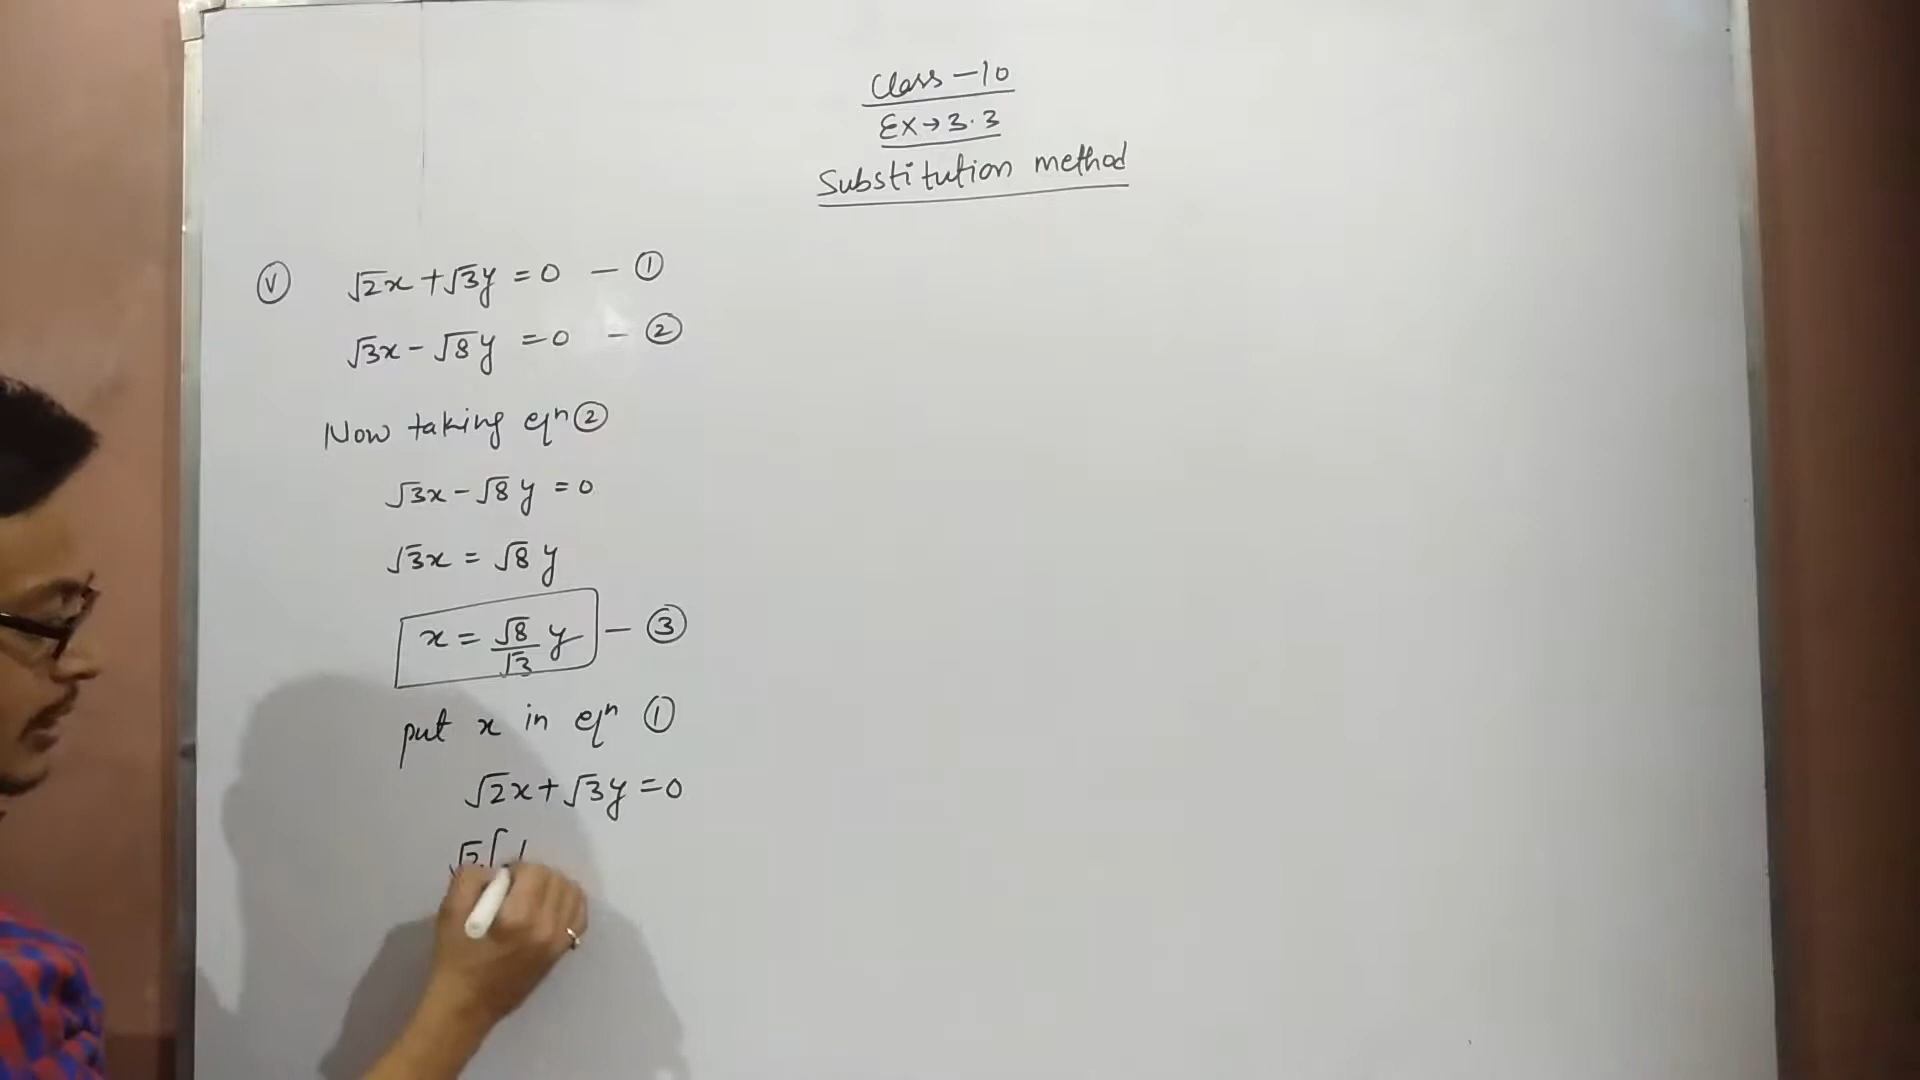 Class - 10
Ex → 3.3
Substitution method
Ⓥ √2x + √3y = 0 — ①
√3x - √8y = 0 — ②
Now taking eqⁿ ②
√3x - √8y = 0
√3x = √8y
x = √8/√3 y — ③
put x in eqⁿ ①
√2x + √3y = 0
√2[